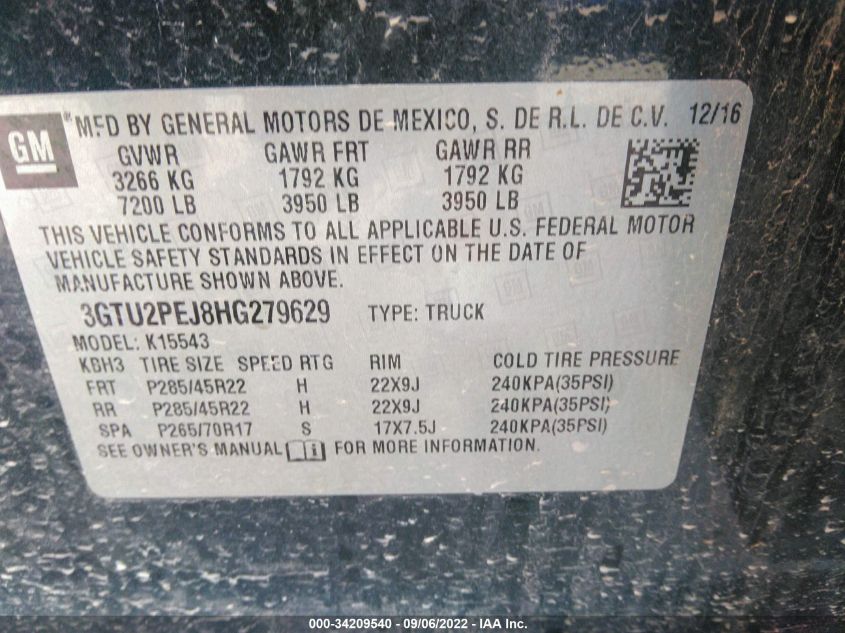 GM
MFD BY GENERAL MOTORS DE MEXICO, S. DE R.L. DE C.V. 12/16
GVWR GAWR FRT GAWR RR
3266 KG 1792 KG 1792 KG
7200 LB 3950 LB 3950 LB
THIS VEHICLE CONFORMS TO ALL APPLICABLE U.S. FEDERAL MOTOR
VEHICLE SAFETY STANDARDS IN EFFECT ON THE DATE OF
MANUFACTURE SHOWN ABOVE.
3GTU2PEJ8HG279629 TYPE: TRUCK
MODEL: K15543
KBH3 TIRE SIZE SPEED RTG RIM COLD TIRE PRESSURE
FRT P285/45R22 H 22X9J 240KPA(35PSI)
RR P285/45R22 H 22X9J 240KPA(35PSI)
SPA P265/70R17 S 17X7.5J 240KPA(35PSI)
SEE OWNER'S MANUAL i FOR MORE INFORMATION.
000-34209540 - 09/06/2022 - IAA Inc.